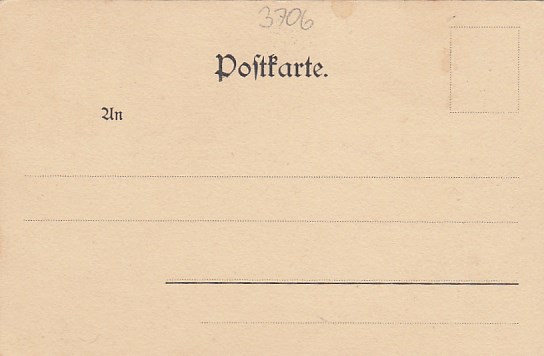 3706
Postkarte.
An